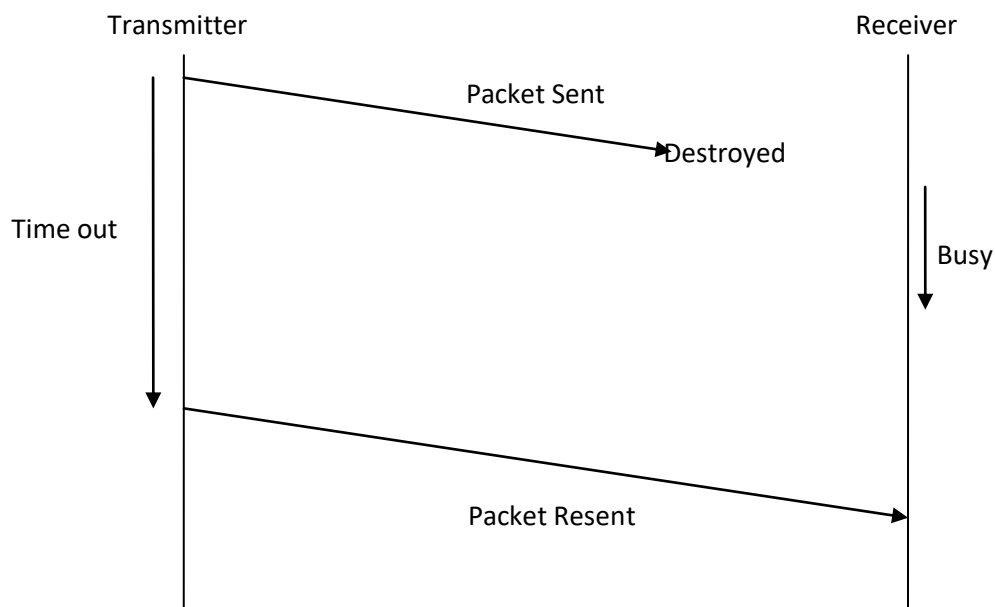 Transmitter
Receiver
Packet Sent
Destroyed
Time out
Busy
Packet Resent